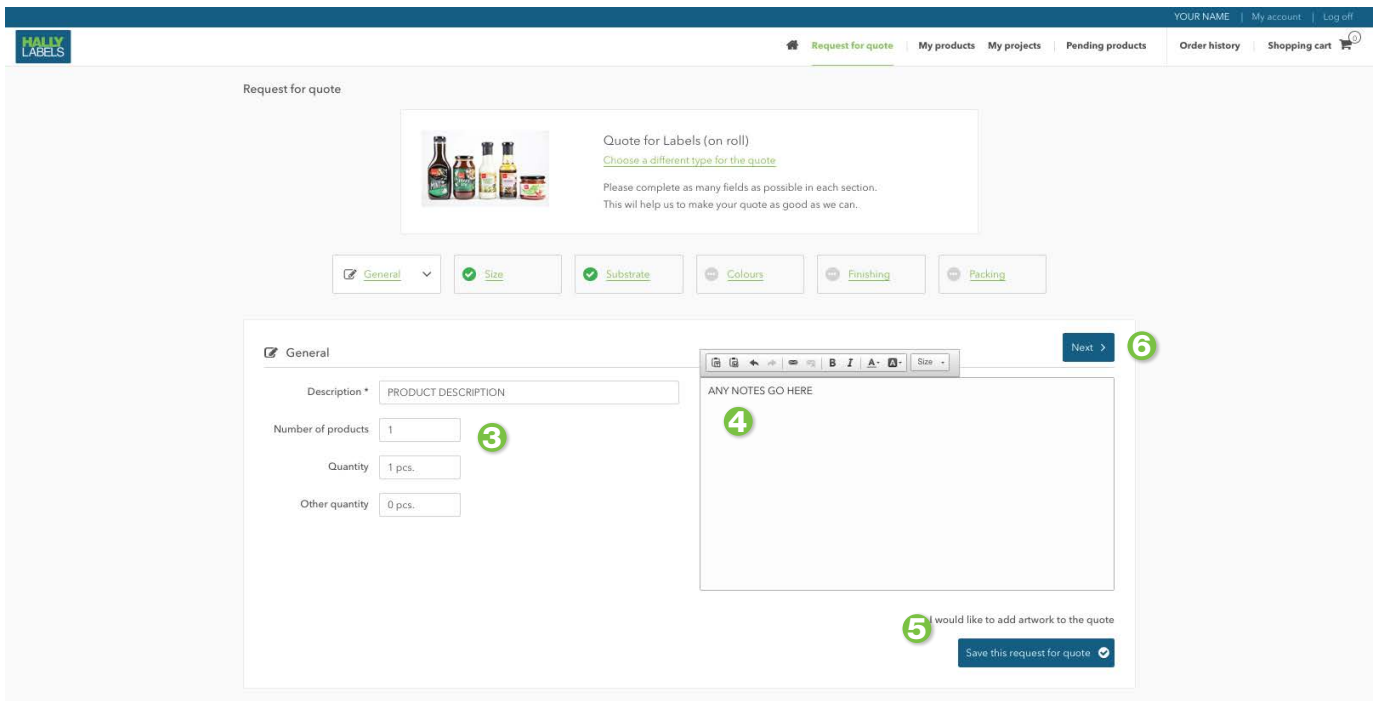 YOUR NAME | My account | Log off
HALLY
LABELS
Request for quote | My products My projects | Pending products | Order history | Shopping cart 0
Request for quote
Quote for Labels (on roll)
Choose a different type for the quote
Please complete as many fields as possible in each section.
This wil help us to make your quote as good as we can.
General Size Substrate Colours Finishing Packing
Next > 6
General
Size
Description * PRODUCT DESCRIPTION
ANY NOTES GO HERE
4
Number of products 1
3
Quantity 1 pcs.
Other quantity 0 pcs.
5 I would like to add artwork to the quote
Save this request for quote